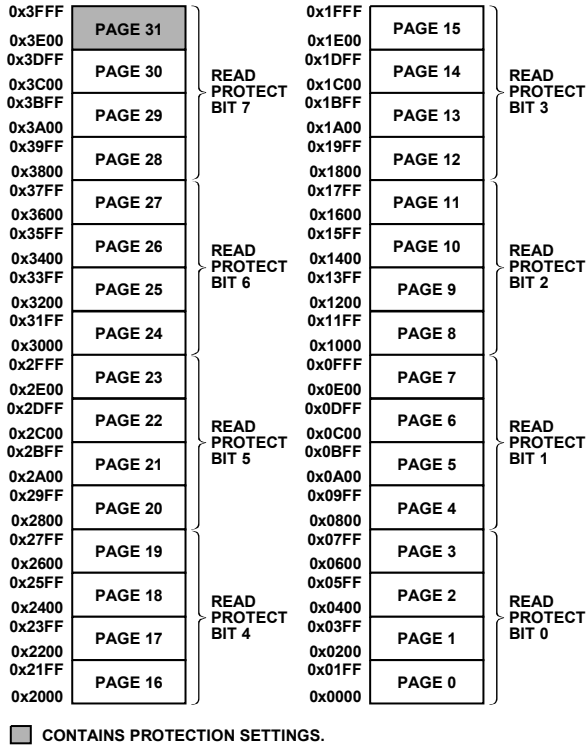 0x3FFF
PAGE 31
0x3E00
0x3DFF
PAGE 30
0x3C00
0x3BFF
PAGE 29
0x3A00
0x39FF
PAGE 28
0x3800
READ
PROTECT
BIT 7
0x37FF
PAGE 27
0x3600
0x35FF
PAGE 26
0x3400
0x33FF
PAGE 25
0x3200
0x31FF
PAGE 24
0x3000
READ
PROTECT
BIT 6
0x2FFF
PAGE 23
0x2E00
0x2DFF
PAGE 22
0x2C00
0x2BFF
PAGE 21
0x2A00
0x29FF
PAGE 20
0x2800
READ
PROTECT
BIT 5
0x27FF
PAGE 19
0x2600
0x25FF
PAGE 18
0x2400
0x23FF
PAGE 17
0x2200
0x21FF
PAGE 16
0x2000
READ
PROTECT
BIT 4
0x1FFF
PAGE 15
0x1E00
0x1DFF
PAGE 14
0x1C00
0x1BFF
PAGE 13
0x1A00
0x19FF
PAGE 12
0x1800
READ
PROTECT
BIT 3
0x17FF
PAGE 11
0x1600
0x15FF
PAGE 10
0x1400
0x13FF
PAGE 9
0x1200
0x11FF
PAGE 8
0x1000
READ
PROTECT
BIT 2
0x0FFF
PAGE 7
0x0E00
0x0DFF
PAGE 6
0x0C00
0x0BFF
PAGE 5
0x0A00
0x09FF
PAGE 4
0x0800
READ
PROTECT
BIT 1
0x07FF
PAGE 3
0x0600
0x05FF
PAGE 2
0x0400
0x03FF
PAGE 1
0x0200
0x01FF
PAGE 0
0x0000
READ
PROTECT
BIT 0
CONTAINS PROTECTION SETTINGS.